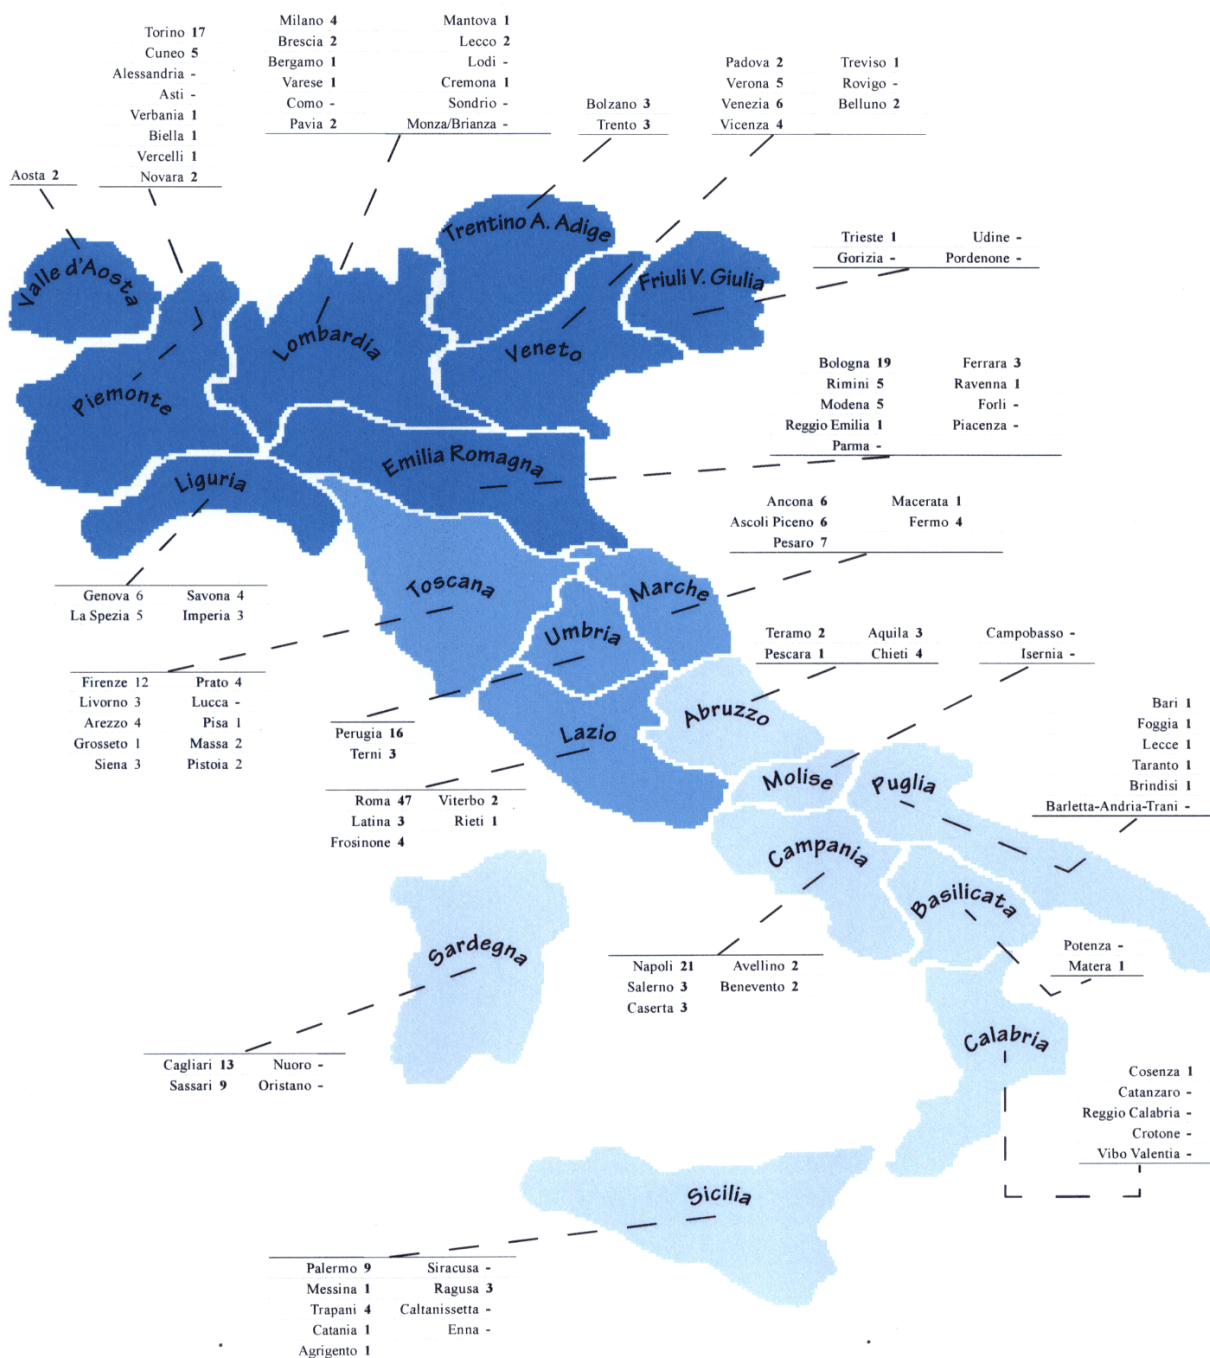 Torino 17
Cuneo 5
Alessandria -
Asti -
Verbania 1
Biella 1
Vercelli 1
Novara 2
Milano 4 Mantova 1
Brescia 2 Lecco 2
Bergamo 1 Lodi -
Varese 1 Cremona 1
Como - Sondrio -
Pavia 2 Monza/Brianza -
Bolzano 3
Trento 3
Padova 2 Treviso 1
Verona 5 Rovigo -
Venezia 6 Belluno 2
Vicenza 4
Aosta 2
Trieste 1 Udine -
Gorizia - Pordenone -
Valle d'Aosta
Piemonte
Lombardia
Trentino A. Adige
Veneto
Friuli V. Giulia
Bologna 19 Ferrara 3
Rimini 5 Ravenna 1
Modena 5 Forli -
Reggio Emilia 1 Piacenza -
Parma -
Liguria
Emilia Romagna
Ancona 6 Macerata 1
Ascoli Piceno 6 Fermo 4
Pesaro 7
Genova 6 Savona 4
La Spezia 5 Imperia 3
Toscana
Umbria
Marche
Teramo 2 Aquila 3
Pescara 1 Chieti 4
Campobasso -
Isernia -
Firenze 12 Prato 4
Livorno 3 Lucca -
Arezzo 4 Pisa 1
Grosseto 1 Massa 2
Siena 3 Pistoia 2
Perugia 16
Terni 3
Lazio
Abruzzo
Molise
Puglia
Bari 1
Foggia 1
Lecce 1
Taranto 1
Brindisi 1
Barletta-Andria-Trani -
Roma 47 Viterbo 2
Latina 3 Rieti 1
Frosinone 4
Campania
Basilicata
Sardegna
Napoli 21 Avellino 2
Salerno 3 Benevento 2
Caserta 3
Potenza -
Matera 1
Cagliari 13 Nuoro -
Sassari 9 Oristano -
Calabria
Cosenza 1
Catanzaro -
Reggio Calabria -
Crotone -
Vibo Valentia -
Sicilia
Palermo 9 Siracusa -
Messina 1 Ragusa 3
Trapani 4 Caltanissetta -
Catania 1 Enna -
Agrigento 1